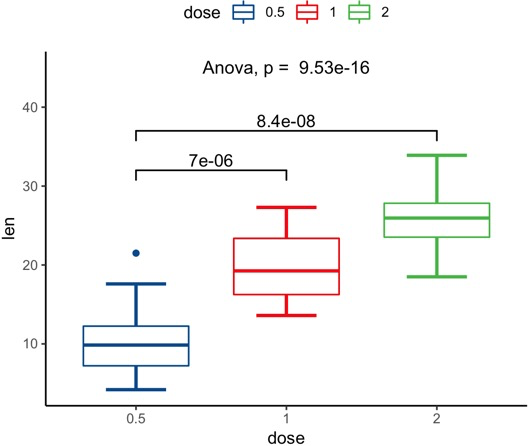 dose 0.5 1 2
Anova, p = 9.53e-16
8.4e-08
7e-06
len
40
30
20
10
0.5 1 2
dose